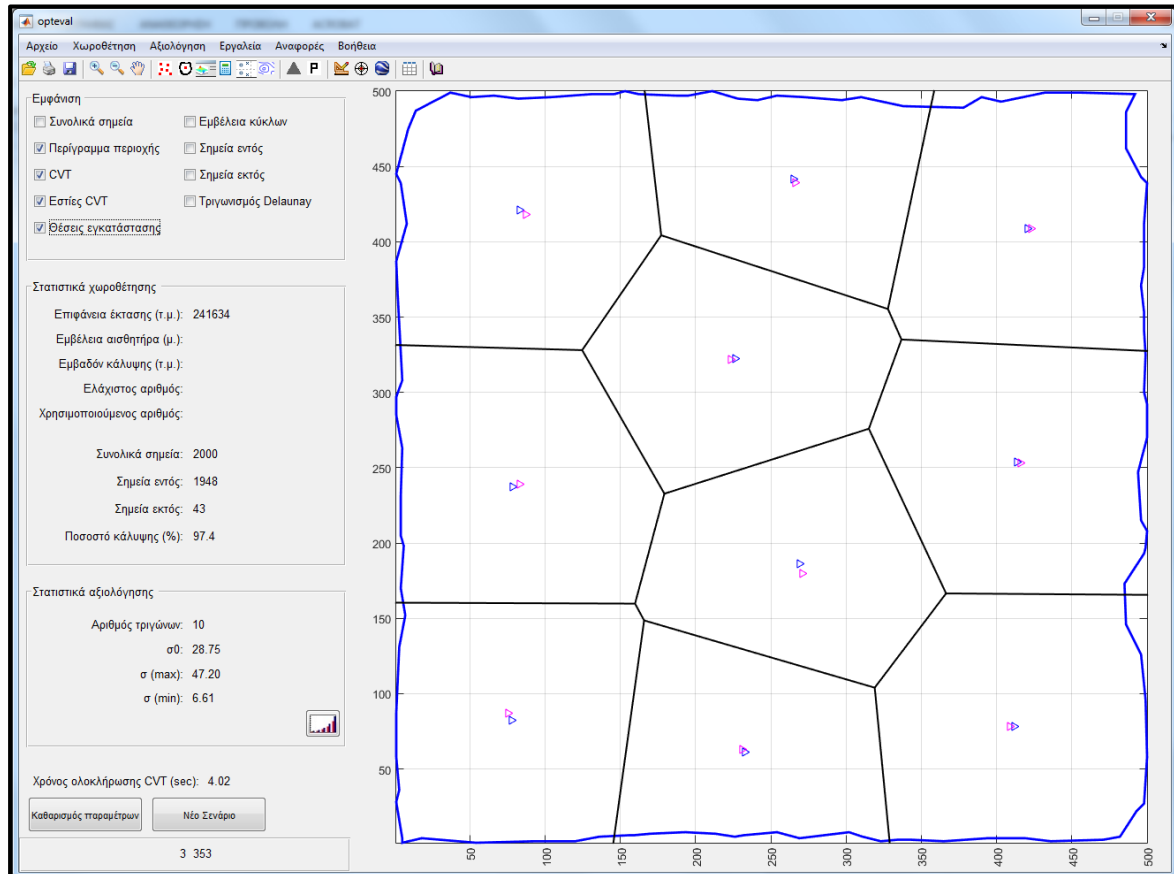 opteval
Αρχείο Χωροθέτηση Αξιολόγηση Εργαλεία Αναφορές Βοήθεια
P
Εμφάνιση
Συνολικά σημεία Εμβέλεια κύκλων
Περίγραμμα περιοχής Σημεία εντός
CVT Σημεία εκτός
Εστίες CVT Τριγωνισμός Delaunay
Θέσεις εγκατάστασης
Στατιστικά χωροθέτησης
Επιφάνεια έκτασης (τ.μ.): 241634
Εμβέλεια αισθητήρα (μ.):
Εμβαδόν κάλυψης (τ.μ.):
Ελάχιστος αριθμός:
Χρησιμοποιούμενος αριθμός:
Συνολικά σημεία: 2000
Σημεία εντός: 1948
Σημεία εκτός: 43
Ποσοστό κάλυψης (%): 97.4
Στατιστικά αξιολόγησης
Αριθμός τριγώνων: 10
σ0: 28.75
σ (max): 47.20
σ (min): 6.61
Χρόνος ολοκλήρωσης CVT (sec): 4.02
Καθαρισμός παραμέτρων Νέο Σενάριο
3 353
500
450
400
350
300
250
200
150
100
50
50 100 150 200 250 300 350 400 450 500